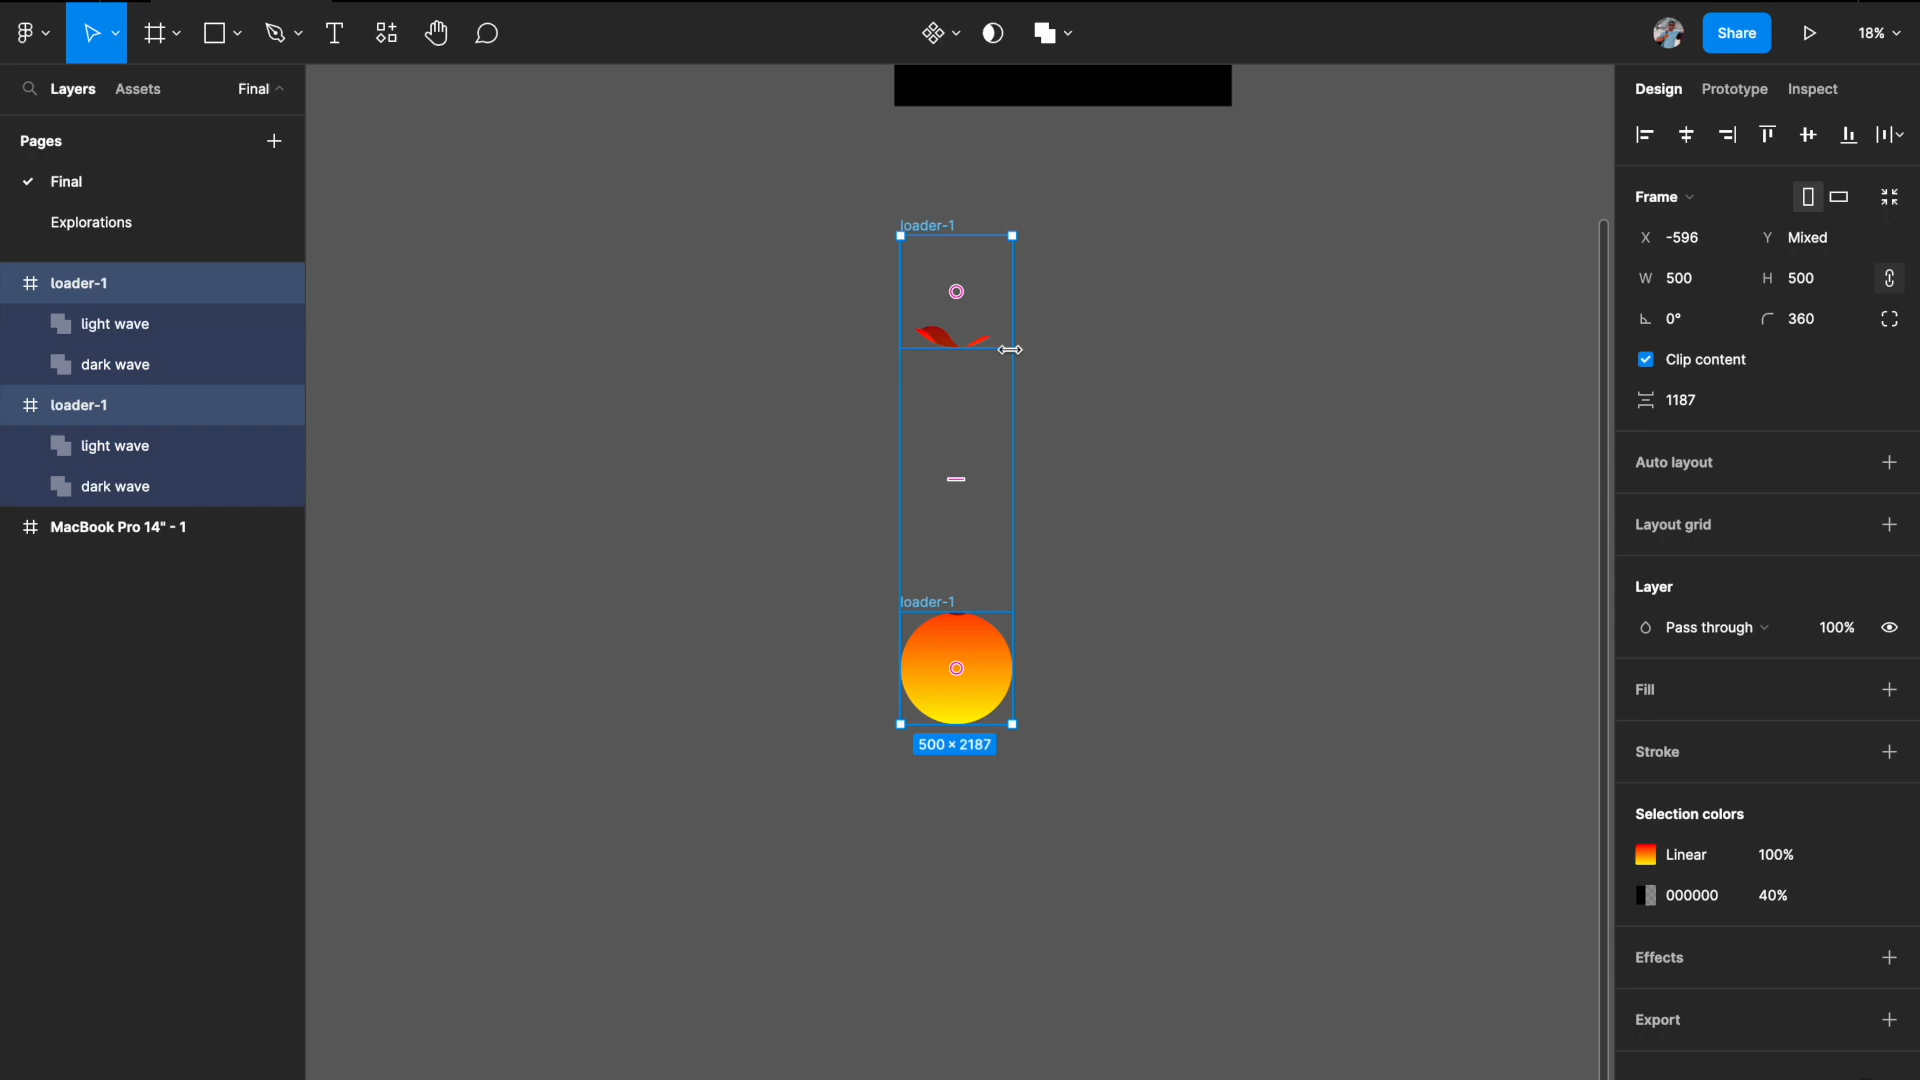 Share
18%
Layers Assets Final
Pages
Final
Explorations
loader-1
light wave
dark wave
loader-1
light wave
dark wave
MacBook Pro 14" - 1
loader-1
loader-1
500 × 2187
Design Prototype Inspect
Frame
X -596 Y Mixed
W 500 H 500
0° 360
Clip content
1187
Auto layout
Layout grid
Layer
Pass through 100%
Fill
Stroke
Selection colors
Linear 100%
000000 40%
Effects
Export